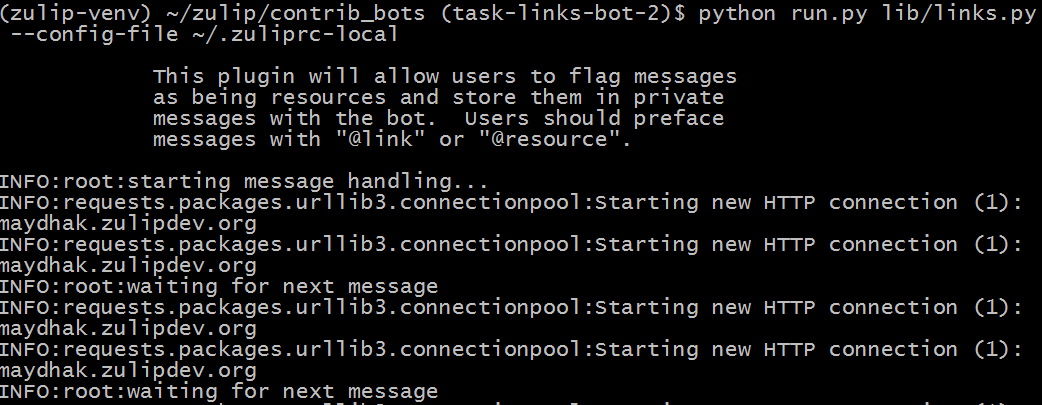 (zulip-venv) ~/zulip/contrib_bots (task-links-bot-2)$ python run.py lib/links.py
--config-file ~/.zuliprc-local
This plugin will allow users to flag messages
as being resources and store them in private
messages with the bot.  Users should preface
messages with "@link" or "@resource".
INFO:root:starting message handling...
INFO:requests.packages.urllib3.connectionpool:Starting new HTTP connection (1):
maydhak.zulipdev.org
INFO:requests.packages.urllib3.connectionpool:Starting new HTTP connection (1):
maydhak.zulipdev.org
INFO:root:waiting for next message
INFO:requests.packages.urllib3.connectionpool:Starting new HTTP connection (1):
maydhak.zulipdev.org
INFO:requests.packages.urllib3.connectionpool:Starting new HTTP connection (1):
maydhak.zulipdev.org
INFO:root:waiting for next message